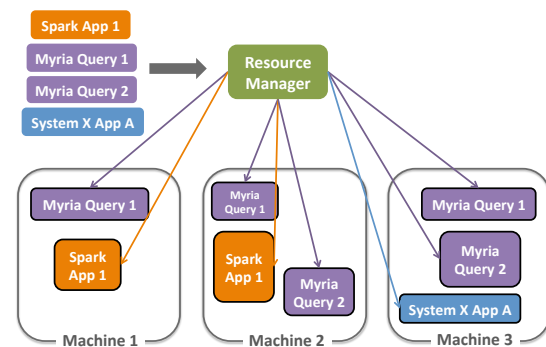 Spark App 1
Myria Query 1
Myria Query 2
System X App A
Resource
Manager
Myria Query 1
Spark
App 1
Machine 1
Myria
Query 1
Spark
App 1
Myria
Query 2
Machine 2
Myria Query 1
Myria
Query 2
System X App A
Machine 3